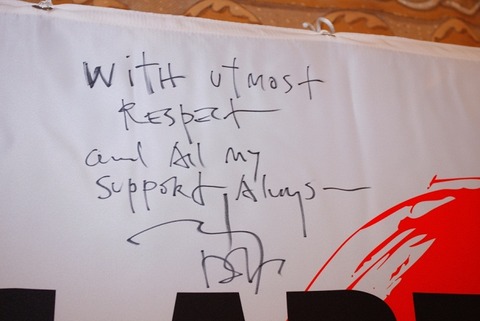 With utmost
Respect
and All my
support Always